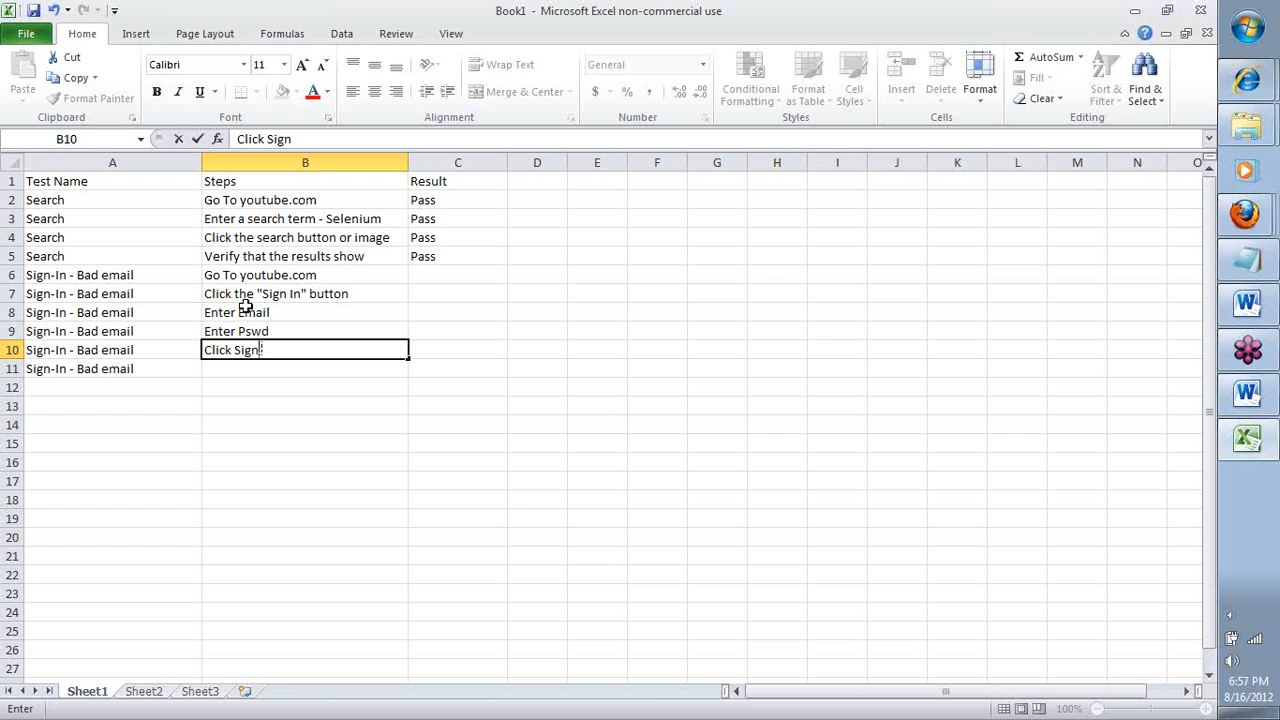 Book1 - Microsoft Excel non-commercial use
File Home Insert Page Layout Formulas Data Review View
Cut
Copy
Format Painter
Paste
Clipboard
Calibri 11
B I U
Font
Wrap Text
Merge & Center
Alignment
General
$ % ,
Number
Conditional Formatting
Format as Table
Cell Styles
Styles
Insert
Delete
Format
Cells
AutoSum
Fill
Clear
Sort & Filter
Find & Select
Editing
B10 fx Click Sign
A B C D E F G H I J K L M N O
1 Test Name Steps Result
2 Search Go To youtube.com Pass
3 Search Enter a search term - Selenium Pass
4 Search Click the search button or image Pass
5 Search Verify that the results show Pass
6 Sign-In - Bad email Go To youtube.com
7 Sign-In - Bad email Click the "Sign In" button
8 Sign-In - Bad email Enter Email
9 Sign-In - Bad email Enter Pswd
10 Sign-In - Bad email Click Sign
11 Sign-In - Bad email
12
13
14
15
16
17
18
19
20
21
22
23
24
25
26
27
Sheet1 Sheet2 Sheet3
Enter
100%
6:57 PM
8/16/2012